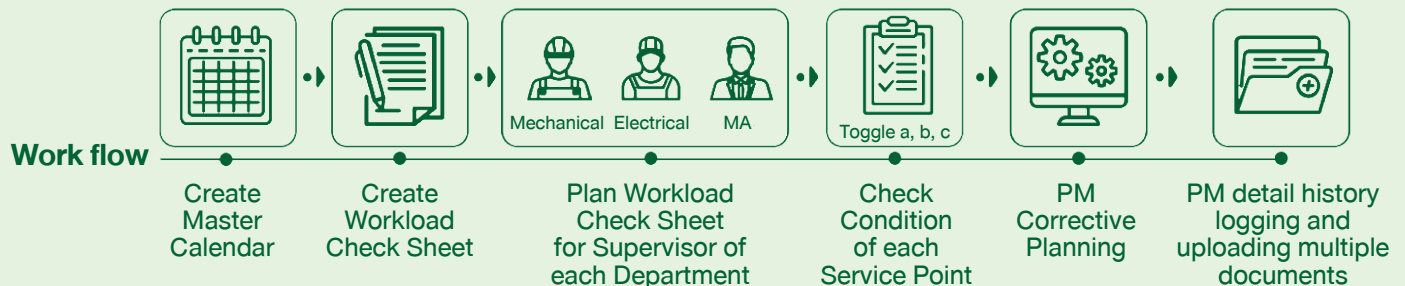 Mechanical
Electrical
MA
Toggle a, b, c
Work flow
Create
Master
Calendar
Create
Workload
Check Sheet
Plan Workload
Check Sheet
for Supervisor of
each Department
Check
Condition
of each
Service Point
PM
Corrective
Planning
PM detail history
logging and
uploading multiple
documents